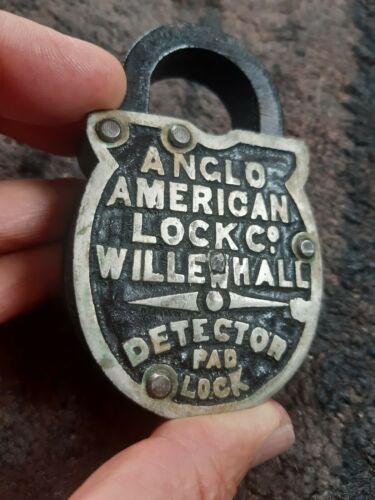 ANGLO
AMERICAN
LOCK Cº
WILLENHALL
DETECTOR
PAD
LOCK